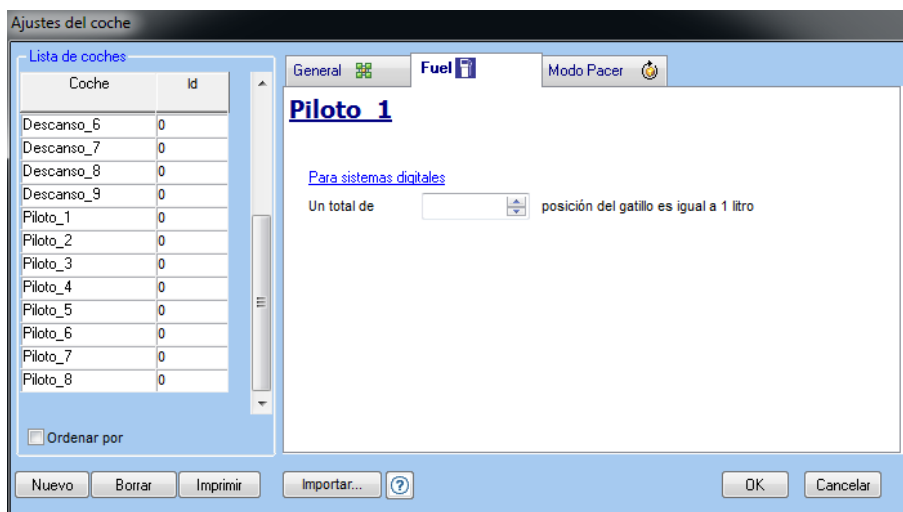 Ajustes del coche
Lista de coches
Coche Id
Descanso_6 0
Descanso_7 0
Descanso_8 0
Descanso_9 0
Piloto_1 0
Piloto_2 0
Piloto_3 0
Piloto_4 0
Piloto_5 0
Piloto_6 0
Piloto_7 0
Piloto_8 0
Ordenar por
Nuevo Borrar Imprimir
General Fuel Modo Pacer
Piloto_1
Para sistemas digitales
Un total de posición del gatillo es igual a 1 litro
Importar... ? OK Cancelar